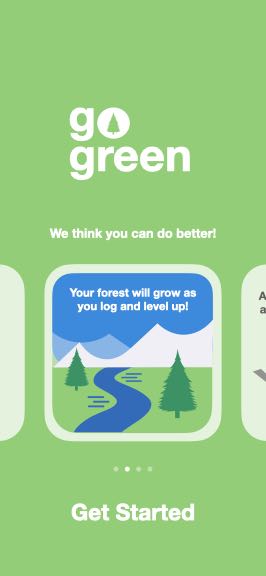 go
green
We think you can do better!
Your forest will grow as
you log and level up!
A
a
Get Started